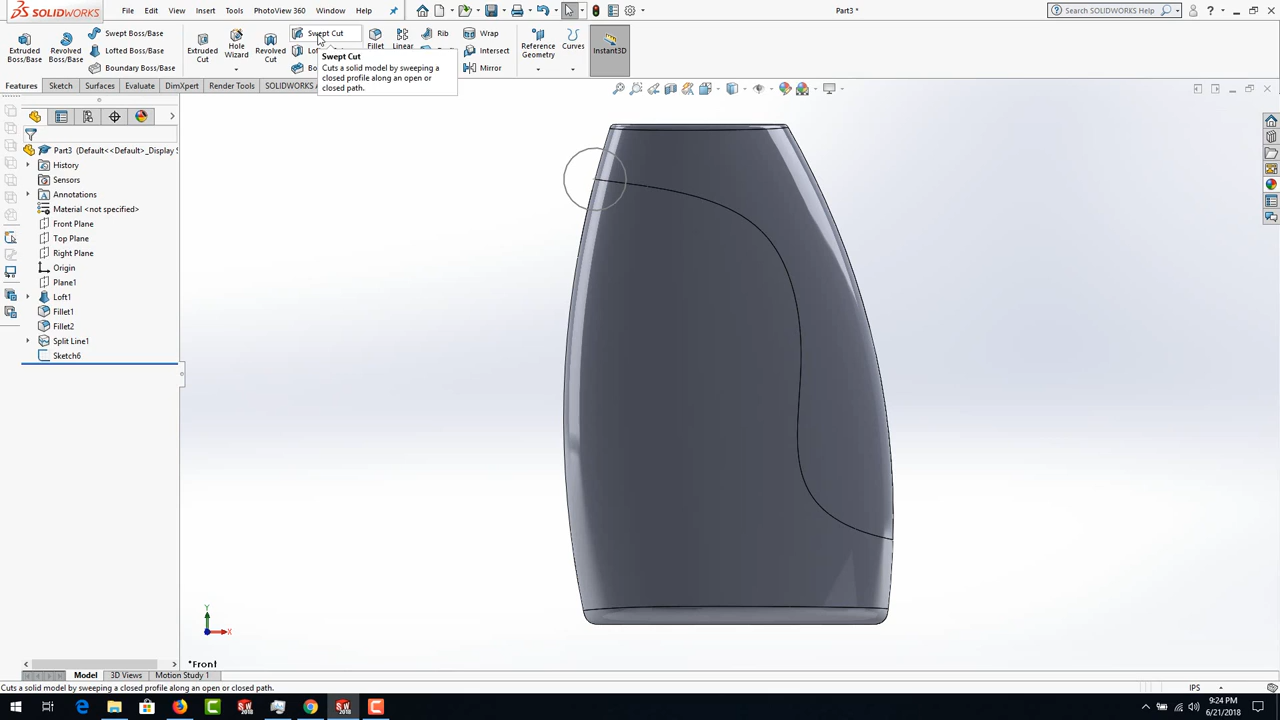 SOLIDWORKS File Edit View Insert Tools PhotoView 360 Window Help Part3 * Search SOLIDWORKS Help
Extruded Boss/Base
Revolved Boss/Base
Swept Boss/Base
Lofted Boss/Base
Boundary Boss/Base
Extruded Cut
Hole Wizard
Revolved Cut
Swept Cut
Fillet
Linear
Rib
Wrap
Intersect
Mirror
Reference Geometry
Curves
Instant3D
Swept Cut
Cuts a solid model by sweeping a
closed profile along an open or
closed path.
Features Sketch Surfaces Evaluate DimXpert Render Tools SOLIDWORKS A
Part3 (Default<<Default>_Display S
History
Sensors
Annotations
Material <not specified>
Front Plane
Top Plane
Right Plane
Origin
Plane1
Loft1
Fillet1
Fillet2
Split Line1
Sketch6
Y
X
*Front
Model 3D Views Motion Study 1
Cuts a solid model by sweeping a closed profile along an open or closed path. IPS
9:24 PM
6/21/2018